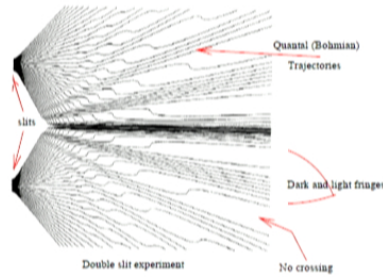 Quantal (Bohmian)
Trajectories
slits
Dark and light fringes
No crossing
Double slit experiment